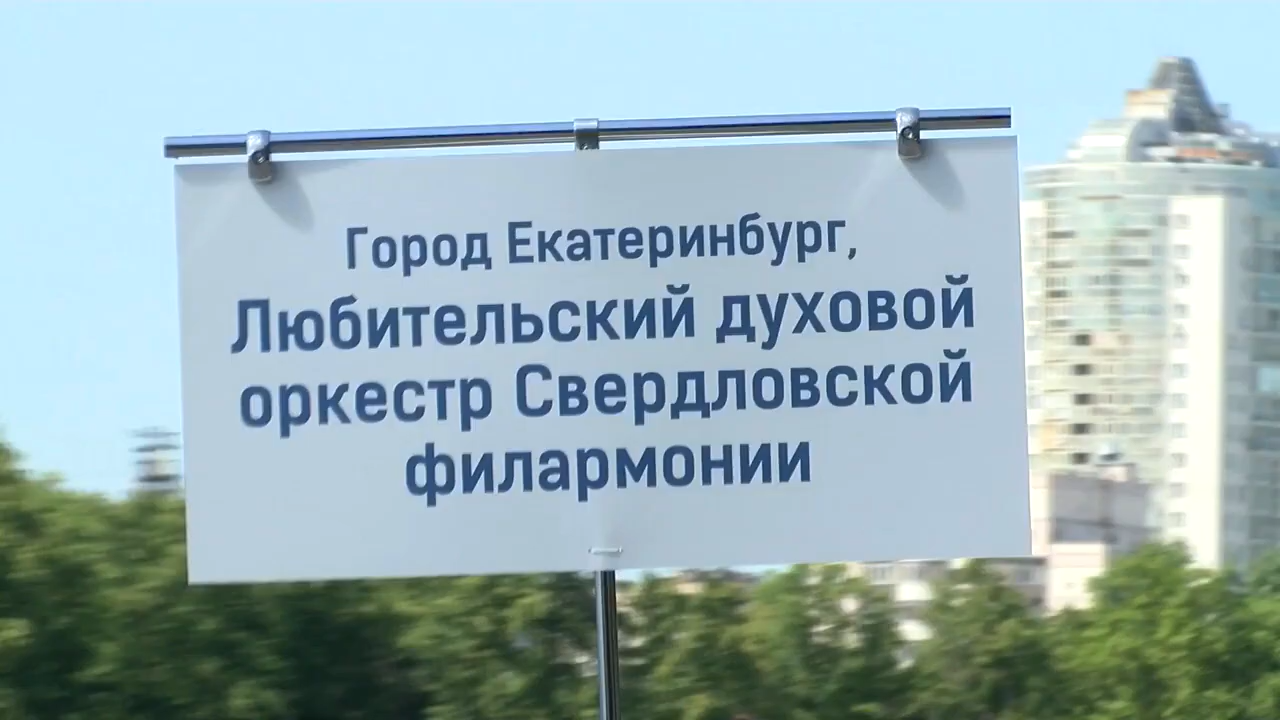 Город Екатеринбург,
Любительский духовой
оркестр Свердловской
филармонии